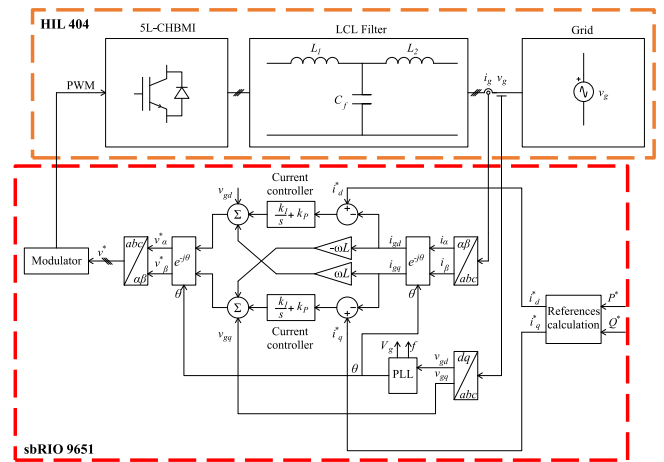 HIL 404
5L-CHBMI
LCL Filter
Grid
PWM
L1
L2
Cf
ig vg
vg
Current
controller
vgd
i*d
Σ
kI/s + kP
v*
Modulator
abc
αβ
v*α
v*β
e-jθ
θ
-ωL
ωL
igd
igq
e-jθ
θ
iα
iβ
αβ
abc
Σ
kI/s + kP
vgq
Current
controller
i*q
i*d
i*q
References
calculation
P*
Q*
θ
Vg
f
PLL
vgd
vgq
dq
abc
sbRIO 9651